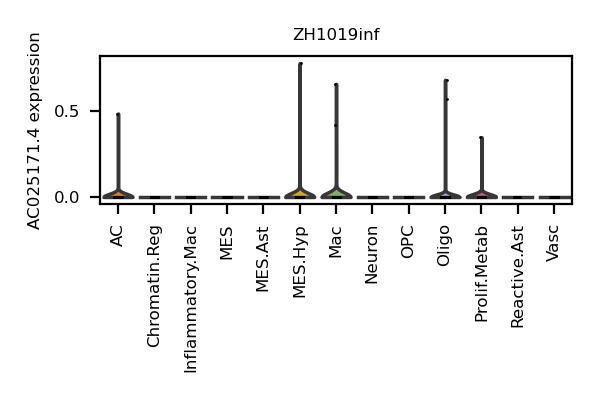 ZH1019inf
AC025171.4 expression
0.5
0.0
AC
Chromatin.Reg
Inflammatory.Mac
MES
MES.Ast
MES.Hyp
Mac
Neuron
OPC
Oligo
Prolif.Metab
Reactive.Ast
Vasc